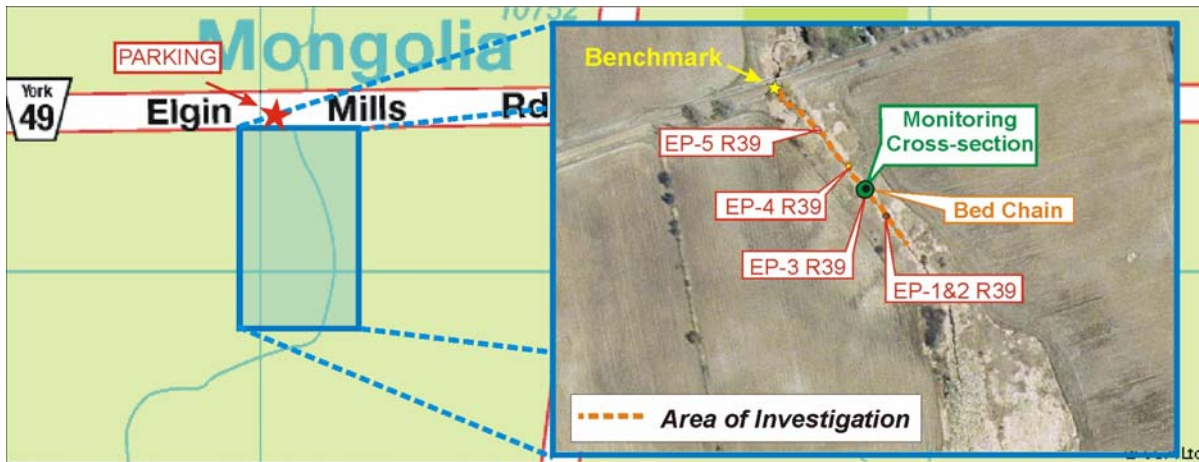 10752
Mongolia
PARKING
York
49
Elgin Mills Rd
Benchmark
EP-5 R39
Monitoring
Cross-section
EP-4 R39
Bed Chain
EP-3 R39
EP-1&2 R39
Area of Investigation